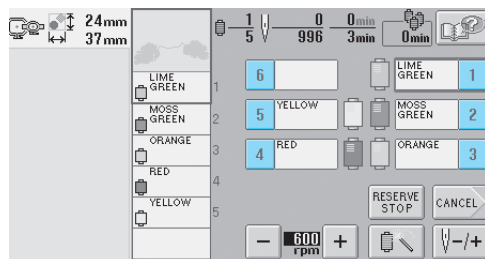 24mm
37mm
1/5
0
996
0min
3min
0min
LIME GREEN
1
MOSS GREEN
2
ORANGE
3
RED
4
YELLOW
5
6
LIME GREEN
1
5
YELLOW
MOSS GREEN
2
4
RED
ORANGE
3
RESERVE STOP
CANCEL
−
600 rpm
+
−/+